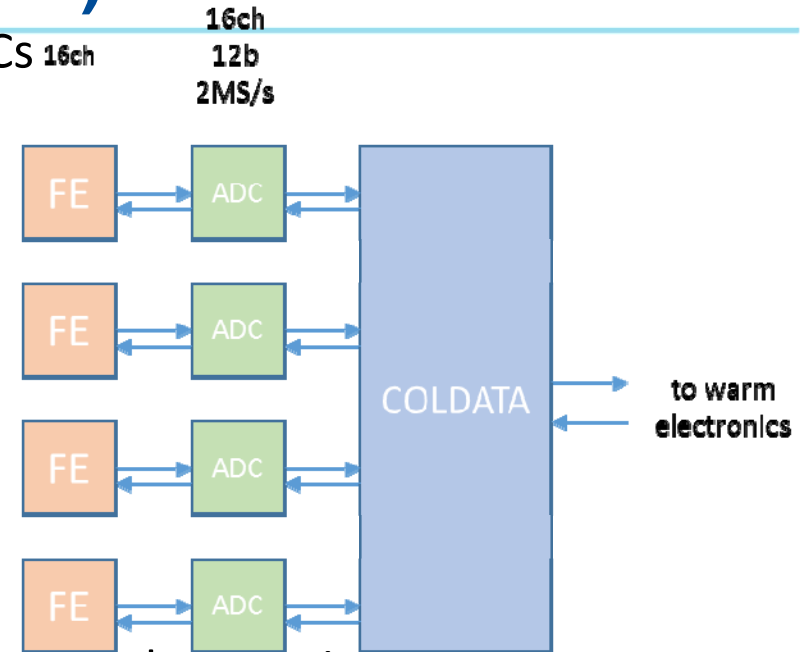 16ch
Cs 16ch
12b
2MS/s
FE ADC
FE ADC
COLDATA
to warm
electronics
FE ADC
FE ADC